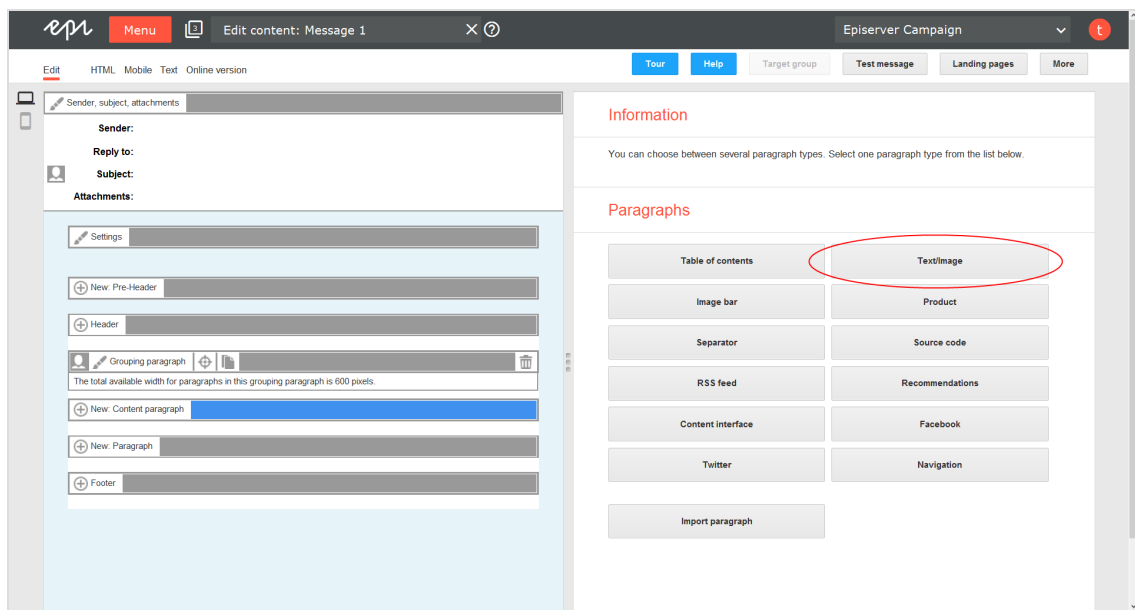 epi
Menu
3
Edit content: Message 1
Episerver Campaign
t
Edit
HTML
Mobile
Text
Online version
Tour
Help
Target group
Test message
Landing pages
More
Sender, subject, attachments
Sender:
Reply to:
Subject:
Attachments:
Settings
New: Pre-Header
Header
Grouping paragraph
The total available width for paragraphs in this grouping paragraph is 600 pixels.
New: Content paragraph
New: Paragraph
Footer
Information
You can choose between several paragraph types. Select one paragraph type from the list below.
Paragraphs
Table of contents
Text/Image
Image bar
Product
Separator
Source code
RSS feed
Recommendations
Content interface
Facebook
Twitter
Navigation
Import paragraph